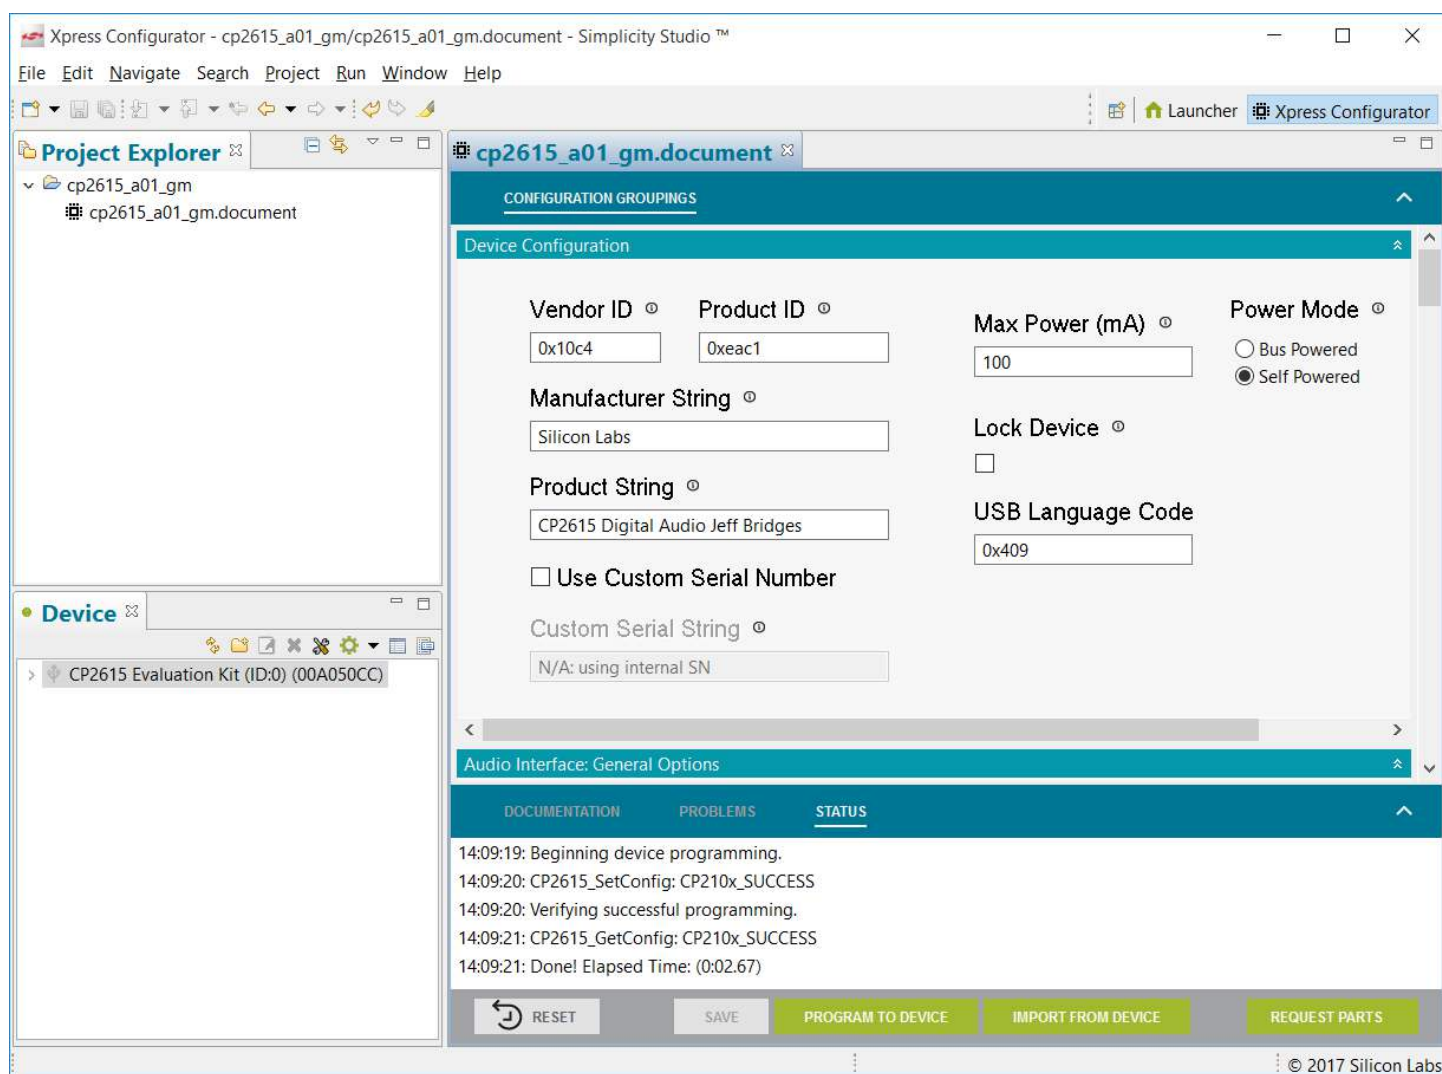 Xpress Configurator - cp2615_a01_gm/cp2615_a01_gm.document - Simplicity Studio ™
File Edit Navigate Search Project Run Window Help
Launcher Xpress Configurator
Project Explorer
cp2615_a01_gm
cp2615_a01_gm.document
cp2615_a01_gm.document
CONFIGURATION GROUPINGS
Device Configuration
Vendor ID Product ID
0x10c4 0xeac1
Manufacturer String
Silicon Labs
Product String
CP2615 Digital Audio Jeff Bridges
Use Custom Serial Number
Custom Serial String
N/A: using internal SN
Max Power (mA)
100
Lock Device
USB Language Code
0x409
Power Mode
Bus Powered
Self Powered
Audio Interface: General Options
Device
CP2615 Evaluation Kit (ID:0) (00A050CC)
DOCUMENTATION PROBLEMS STATUS
14:09:19: Beginning device programming.
14:09:20: CP2615_SetConfig: CP210x_SUCCESS
14:09:20: Verifying successful programming.
14:09:21: CP2615_GetConfig: CP210x_SUCCESS
14:09:21: Done! Elapsed Time: (0:02.67)
RESET SAVE PROGRAM TO DEVICE IMPORT FROM DEVICE REQUEST PARTS
© 2017 Silicon Labs